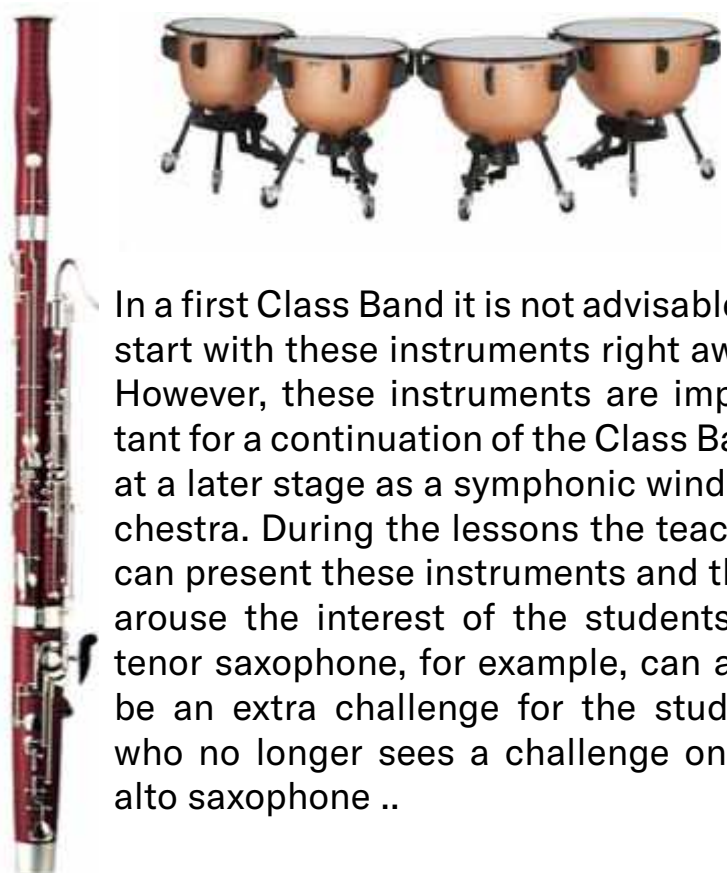 In a first Class Band it is not advisable
start with these instruments right aw
However, these instruments are imp
tant for a continuation of the Class Ba
at a later stage as a symphonic wind
chestra. During the lessons the teac
can present these instruments and th
arouse the interest of the students
tenor saxophone, for example, can a
be an extra challenge for the stud
who no longer sees a challenge on
alto saxophone ..